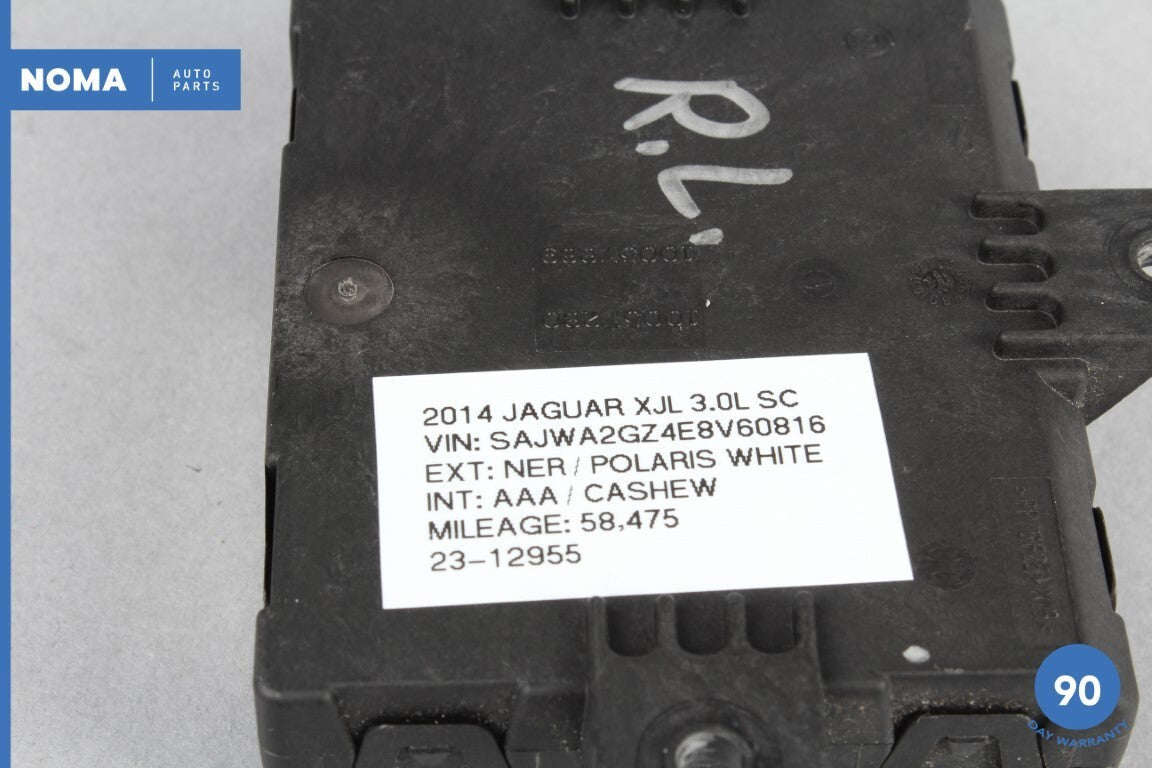 NOMA AUTO PARTS
R.L.
2014 JAGUAR XJL 3.0L SC
VIN: SAJWA2GZ4E8V60816
EXT: NER / POLARIS WHITE
INT: AAA / CASHEW
MILEAGE: 58,475
23-12955
90
DAY WARRANTY